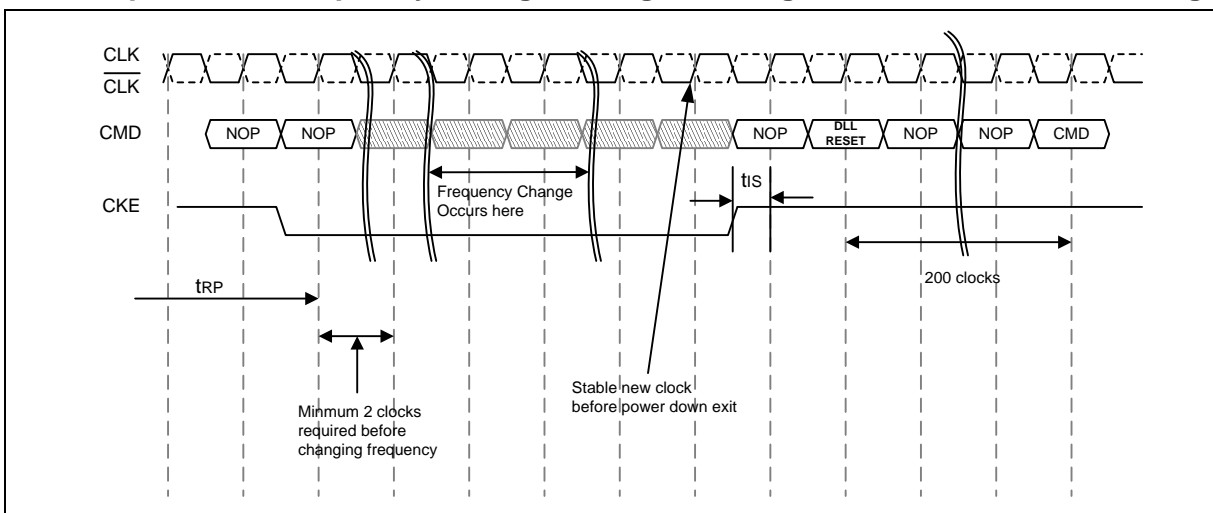 CLK
CLK
CMD
NOP
NOP
NOP
DLL
RESET
NOP
NOP
CMD
tIS
Frequency Change
Occurs here
CKE
200 clocks
tRP
Stable new clock
before power down exit
Minmum 2 clocks
required before
changing frequency